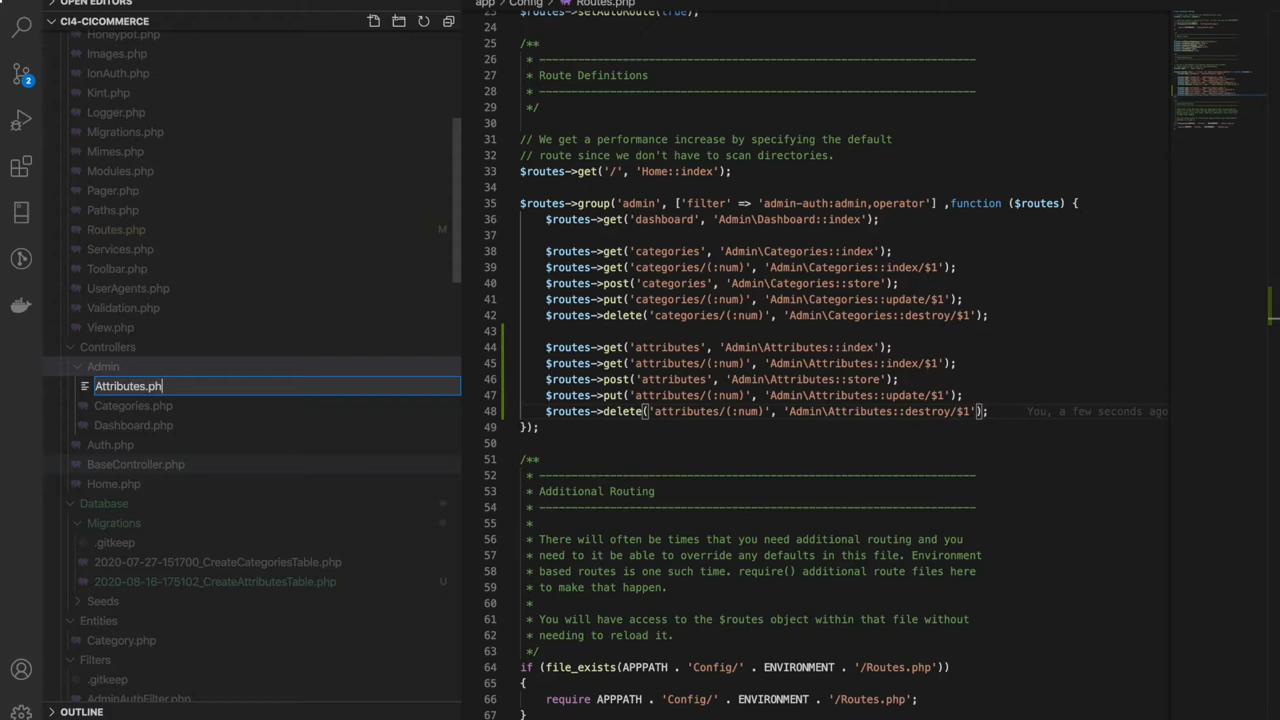 OPEN EDITORS
CI4-CICOMMERCE
2
Honeypot.php
Images.php
IonAuth.php
Kint.php
Logger.php
Migrations.php
Mimes.php
Modules.php
Pager.php
Paths.php
Routes.php M
Services.php
Toolbar.php
UserAgents.php
Validation.php
View.php
Controllers
Admin
Attributes.ph
Categories.php
Dashboard.php
Auth.php
BaseController.php
Home.php
Database
Migrations
.gitkeep
2020-07-27-151700_CreateCategoriesTable.php
2020-08-16-175102_CreateAttributesTable.php U
Seeds
Entities
Category.php
Filters
.gitkeep
AdminAuthFilter.php
OUTLINE
app > Config > Routes.php
23 $routes->setAutoRoute(true);
24
25 /**
26 * --------------------------------------------------------------------
27 * Route Definitions
28 * --------------------------------------------------------------------
29 */
30
31 // We get a performance increase by specifying the default
32 // route since we don't have to scan directories.
33 $routes->get('/', 'Home::index');
34
35 $routes->group('admin', ['filter' => 'admin-auth:admin,operator'] ,function ($routes) {
36 $routes->get('dashboard', 'Admin\Dashboard::index');
37
38 $routes->get('categories', 'Admin\Categories::index');
39 $routes->get('categories/(:num)', 'Admin\Categories::index/$1');
40 $routes->post('categories', 'Admin\Categories::store');
41 $routes->put('categories/(:num)', 'Admin\Categories::update/$1');
42 $routes->delete('categories/(:num)', 'Admin\Categories::destroy/$1');
43
44 $routes->get('attributes', 'Admin\Attributes::index');
45 $routes->get('attributes/(:num)', 'Admin\Attributes::index/$1');
46 $routes->post('attributes', 'Admin\Attributes::store');
47 $routes->put('attributes/(:num)', 'Admin\Attributes::update/$1');
48 $routes->delete('attributes/(:num)', 'Admin\Attributes::destroy/$1'); You, a few seconds ago
49 });
50
51 /**
52 * --------------------------------------------------------------------
53 * Additional Routing
54 * --------------------------------------------------------------------
55 *
56 * There will often be times that you need additional routing and you
57 * need to it be able to override any defaults in this file. Environment
58 * based routes is one such time. require() additional route files here
59 * to make that happen.
60 *
61 * You will have access to the $routes object within that file without
62 * needing to reload it.
63 */
64 if (file_exists(APPPATH . 'Config/' . ENVIRONMENT . '/Routes.php'))
65 {
66 require APPPATH . 'Config/' . ENVIRONMENT . '/Routes.php';
67 }